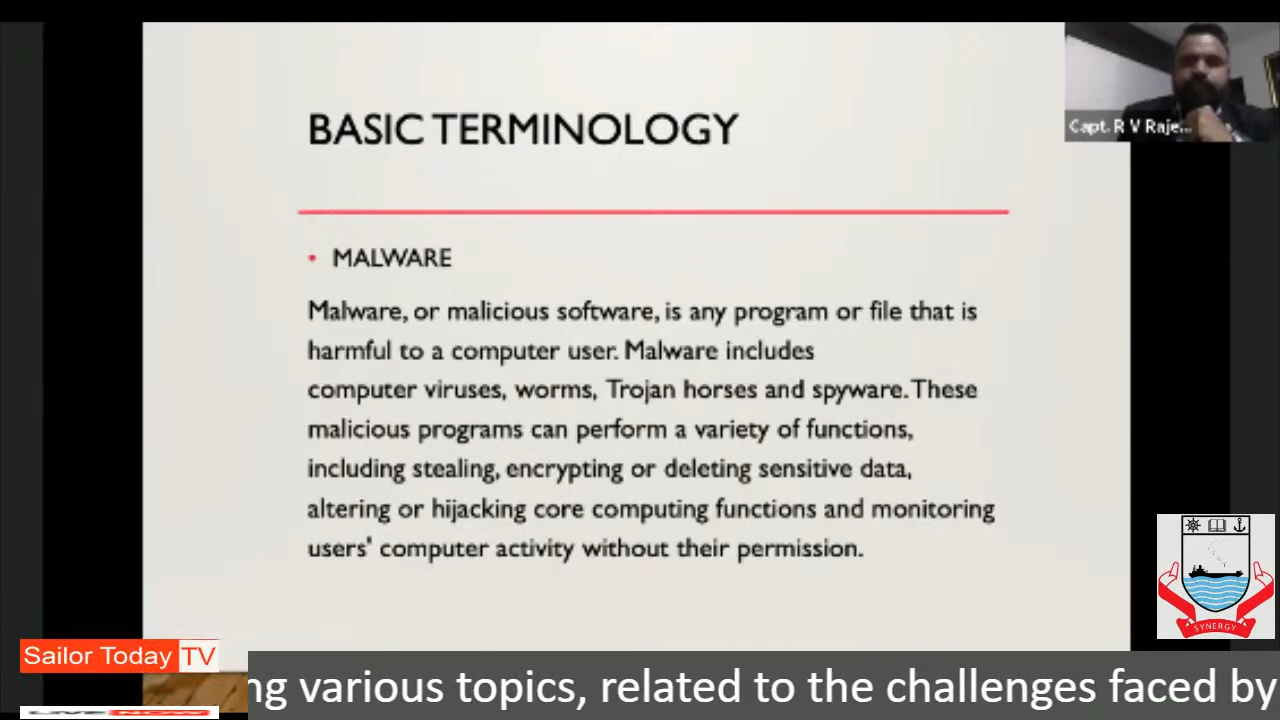 BASIC TERMINOLOGY
Capt. R V Raje...
• MALWARE
Malware, or malicious software, is any program or file that is
harmful to a computer user. Malware includes
computer viruses, worms, Trojan horses and spyware. These
malicious programs can perform a variety of functions,
including stealing, encrypting or deleting sensitive data,
altering or hijacking core computing functions and monitoring
users' computer activity without their permission.
SYNERGY
Sailor Today TV
ng various topics, related to the challenges faced by